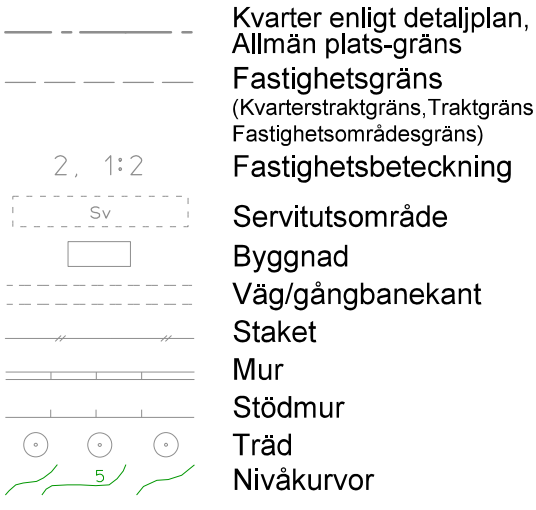 Kvarter enligt detaljplan,
Allmän plats-gräns
Fastighetsgräns
(Kvarterstraktgräns,Traktgräns
Fastighetsområdesgräns)
2, 1:2 Fastighetsbeteckning
Sv Servitutsområde
Byggnad
Väg/gångbanekant
Staket
Mur
Stödmur
Träd
5 Nivåkurvor